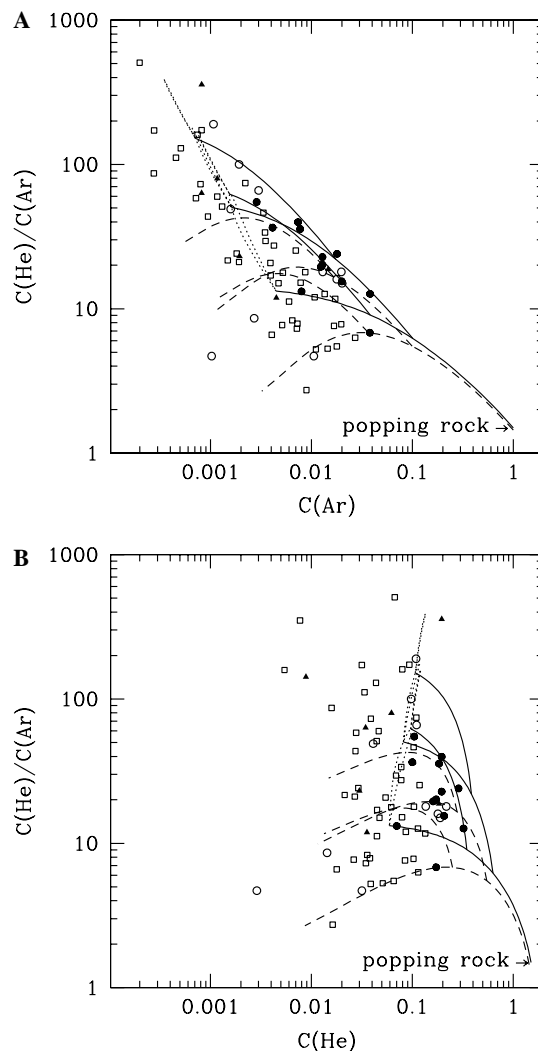 A
1000
100
10
1
C(He)/C(Ar)
popping rock
0.001 0.01 0.1 1
C(Ar)
B
1000
100
10
1
C(He)/C(Ar)
popping rock
0.001 0.01 0.1 1
C(He)